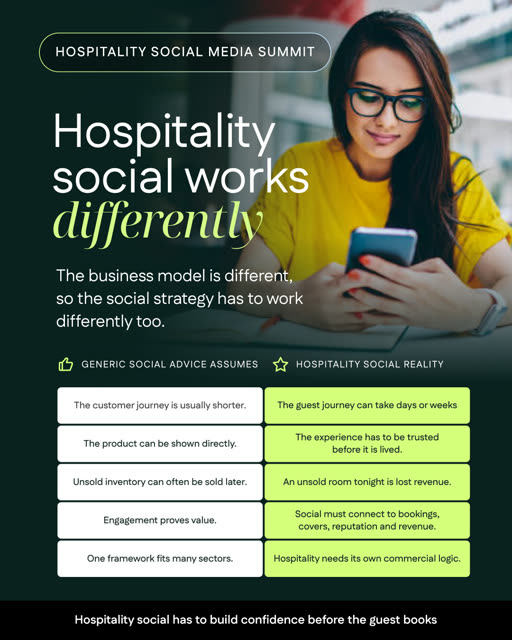 HOSPITALITY SOCIAL MEDIA SUMMIT
Hospitality
social works
differently
The business model is different,
so the social strategy has to work
differently too.
GENERIC SOCIAL ADVICE ASSUMES
HOSPITALITY SOCIAL REALITY
The customer journey is usually shorter.
The guest journey can take days or weeks
The product can be shown directly.
The experience has to be trusted
before it is lived.
Unsold inventory can often be sold later.
An unsold room tonight is lost revenue.
Engagement proves value.
Social must connect to bookings,
covers, reputation and revenue.
One framework fits many sectors.
Hospitality needs its own commercial logic.
Hospitality social has to build confidence before the guest books